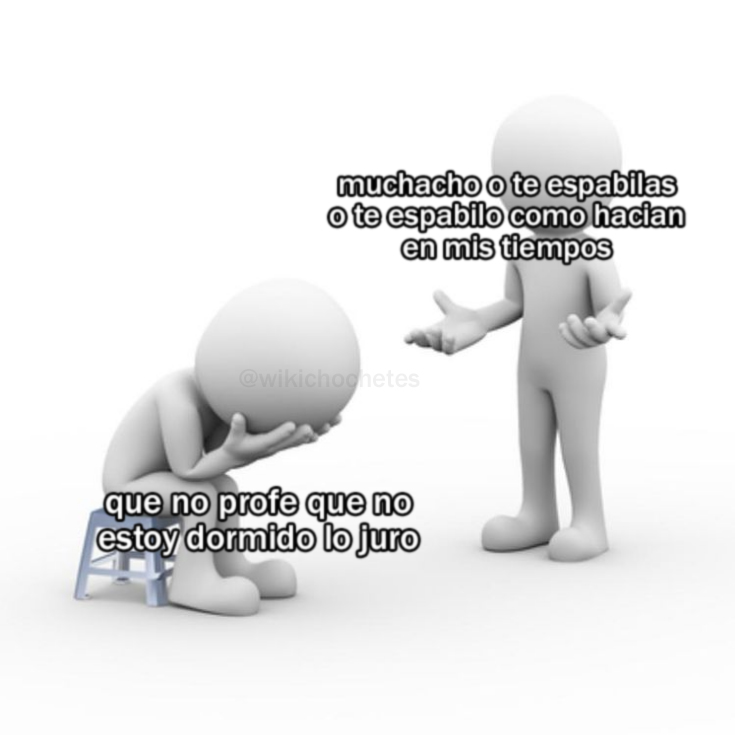 muchacho o te espabilas
o te espabilo como hacian
en mis tiempos
@wikichochetes
que no profe que no
estoy dormido lo juro